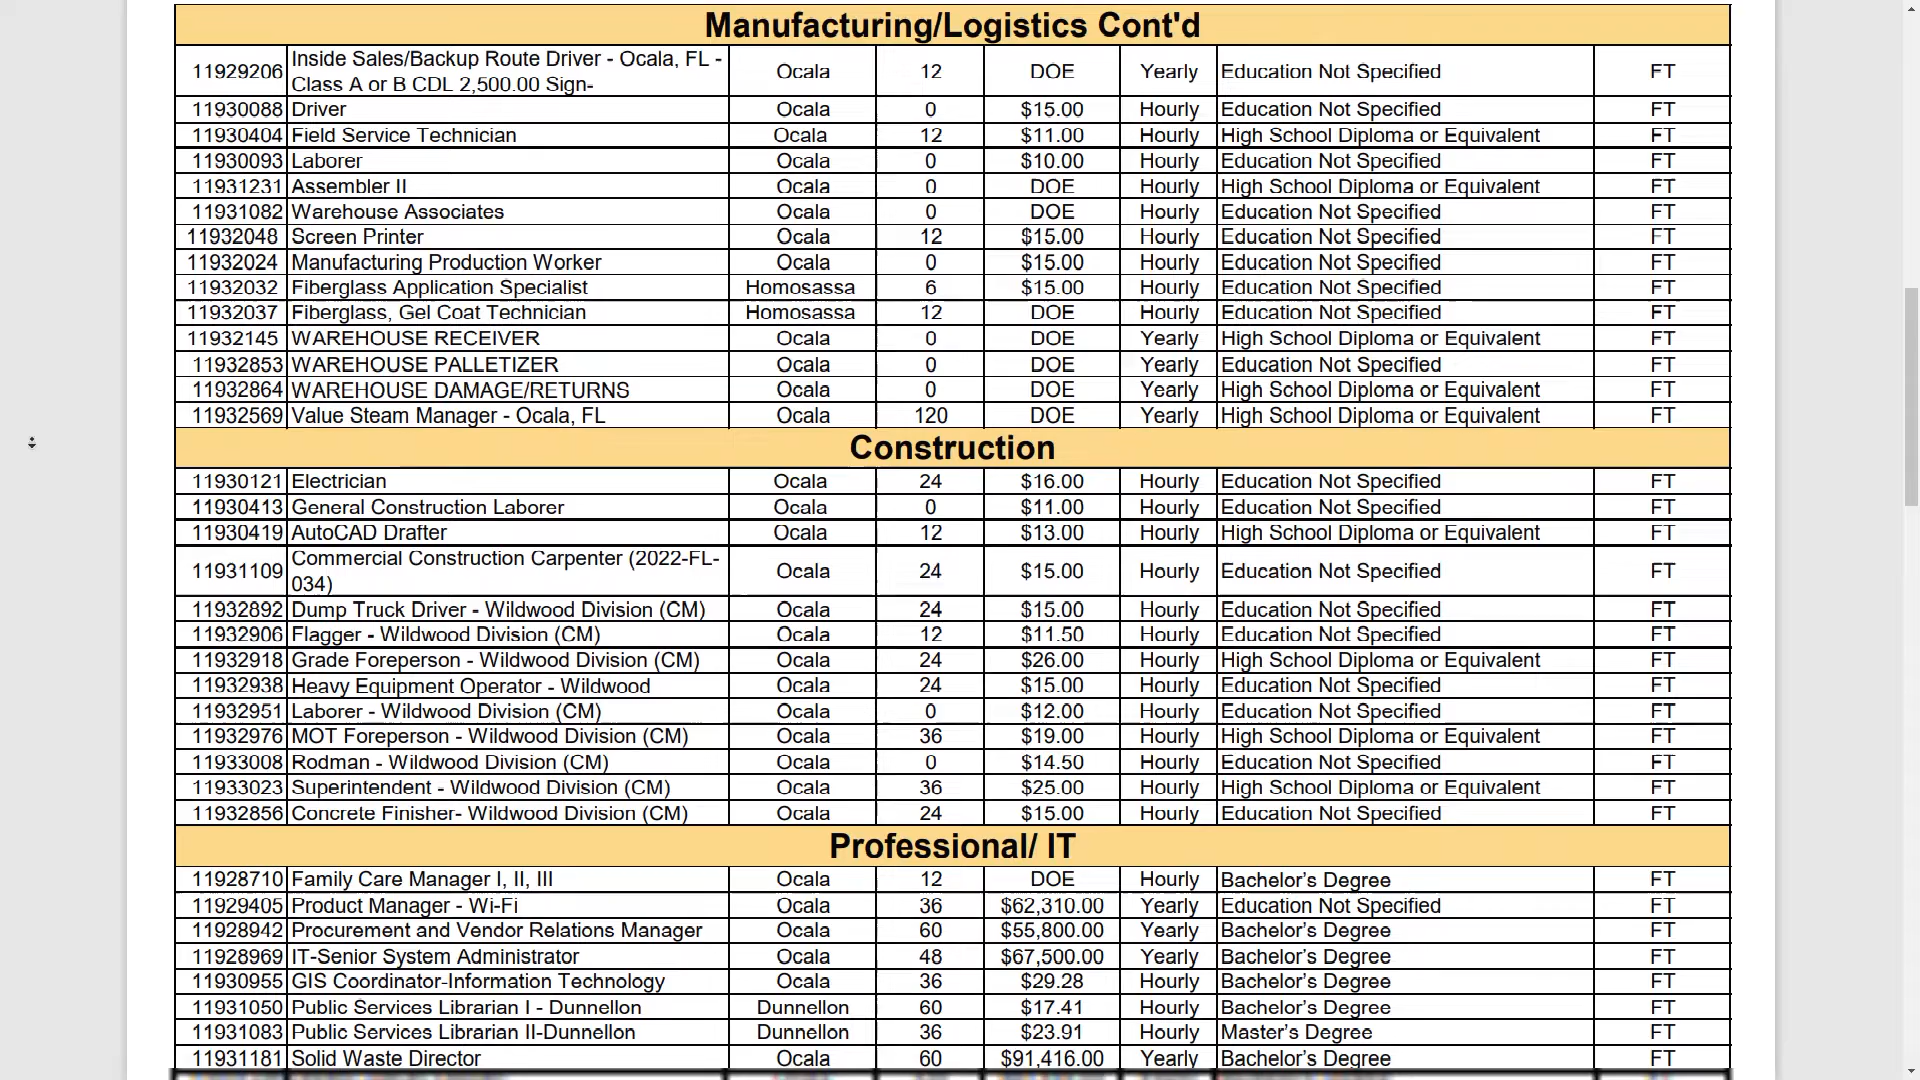 Manufacturing/Logistics Cont'd
11929206 Inside Sales/Backup Route Driver - Ocala, FL - Class A or B CDL 2,500.00 Sign- Ocala 12 DOE Yearly Education Not Specified FT
11930088 Driver Ocala 0 $15.00 Hourly Education Not Specified FT
11930404 Field Service Technician Ocala 12 $11.00 Hourly High School Diploma or Equivalent FT
11930093 Laborer Ocala 0 $10.00 Hourly Education Not Specified FT
11931231 Assembler II Ocala 0 DOE Hourly High School Diploma or Equivalent FT
11931082 Warehouse Associates Ocala 0 DOE Hourly Education Not Specified FT
11932048 Screen Printer Ocala 12 $15.00 Hourly Education Not Specified FT
11932024 Manufacturing Production Worker Ocala 0 $15.00 Hourly Education Not Specified FT
11932032 Fiberglass Application Specialist Homosassa 6 $15.00 Hourly Education Not Specified FT
11932037 Fiberglass, Gel Coat Technician Homosassa 12 DOE Hourly Education Not Specified FT
11932145 WAREHOUSE RECEIVER Ocala 0 DOE Yearly High School Diploma or Equivalent FT
11932853 WAREHOUSE PALLETIZER Ocala 0 DOE Yearly Education Not Specified FT
11932864 WAREHOUSE DAMAGE/RETURNS Ocala 0 DOE Yearly High School Diploma or Equivalent FT
11932569 Value Steam Manager - Ocala, FL Ocala 120 DOE Yearly High School Diploma or Equivalent FT
Construction
11930121 Electrician Ocala 24 $16.00 Hourly Education Not Specified FT
11930413 General Construction Laborer Ocala 0 $11.00 Hourly Education Not Specified FT
11930419 AutoCAD Drafter Ocala 12 $13.00 Hourly High School Diploma or Equivalent FT
11931109 Commercial Construction Carpenter (2022-FL-034) Ocala 24 $15.00 Hourly Education Not Specified FT
11932892 Dump Truck Driver - Wildwood Division (CM) Ocala 24 $15.00 Hourly Education Not Specified FT
11932906 Flagger - Wildwood Division (CM) Ocala 12 $11.50 Hourly Education Not Specified FT
11932918 Grade Foreperson - Wildwood Division (CM) Ocala 24 $26.00 Hourly High School Diploma or Equivalent FT
11932938 Heavy Equipment Operator - Wildwood Ocala 24 $15.00 Hourly Education Not Specified FT
11932951 Laborer - Wildwood Division (CM) Ocala 0 $12.00 Hourly Education Not Specified FT
11932976 MOT Foreperson - Wildwood Division (CM) Ocala 36 $19.00 Hourly High School Diploma or Equivalent FT
11933008 Rodman - Wildwood Division (CM) Ocala 0 $14.50 Hourly Education Not Specified FT
11933023 Superintendent - Wildwood Division (CM) Ocala 36 $25.00 Hourly High School Diploma or Equivalent FT
11932856 Concrete Finisher- Wildwood Division (CM) Ocala 24 $15.00 Hourly Education Not Specified FT
Professional/ IT
11928710 Family Care Manager I, II, III Ocala 12 DOE Hourly Bachelor’s Degree FT
11929405 Product Manager - Wi-Fi Ocala 36 $62,310.00 Yearly Education Not Specified FT
11928942 Procurement and Vendor Relations Manager Ocala 60 $55,800.00 Yearly Bachelor’s Degree FT
11928969 IT-Senior System Administrator Ocala 48 $67,500.00 Yearly Bachelor’s Degree FT
11930955 GIS Coordinator-Information Technology Ocala 36 $29.28 Hourly Bachelor’s Degree FT
11931050 Public Services Librarian I - Dunnellon Dunnellon 60 $17.41 Hourly Bachelor’s Degree FT
11931083 Public Services Librarian II-Dunnellon Dunnellon 36 $23.91 Hourly Master’s Degree FT
11931181 Solid Waste Director Ocala 60 $91,416.00 Yearly Bachelor’s Degree FT